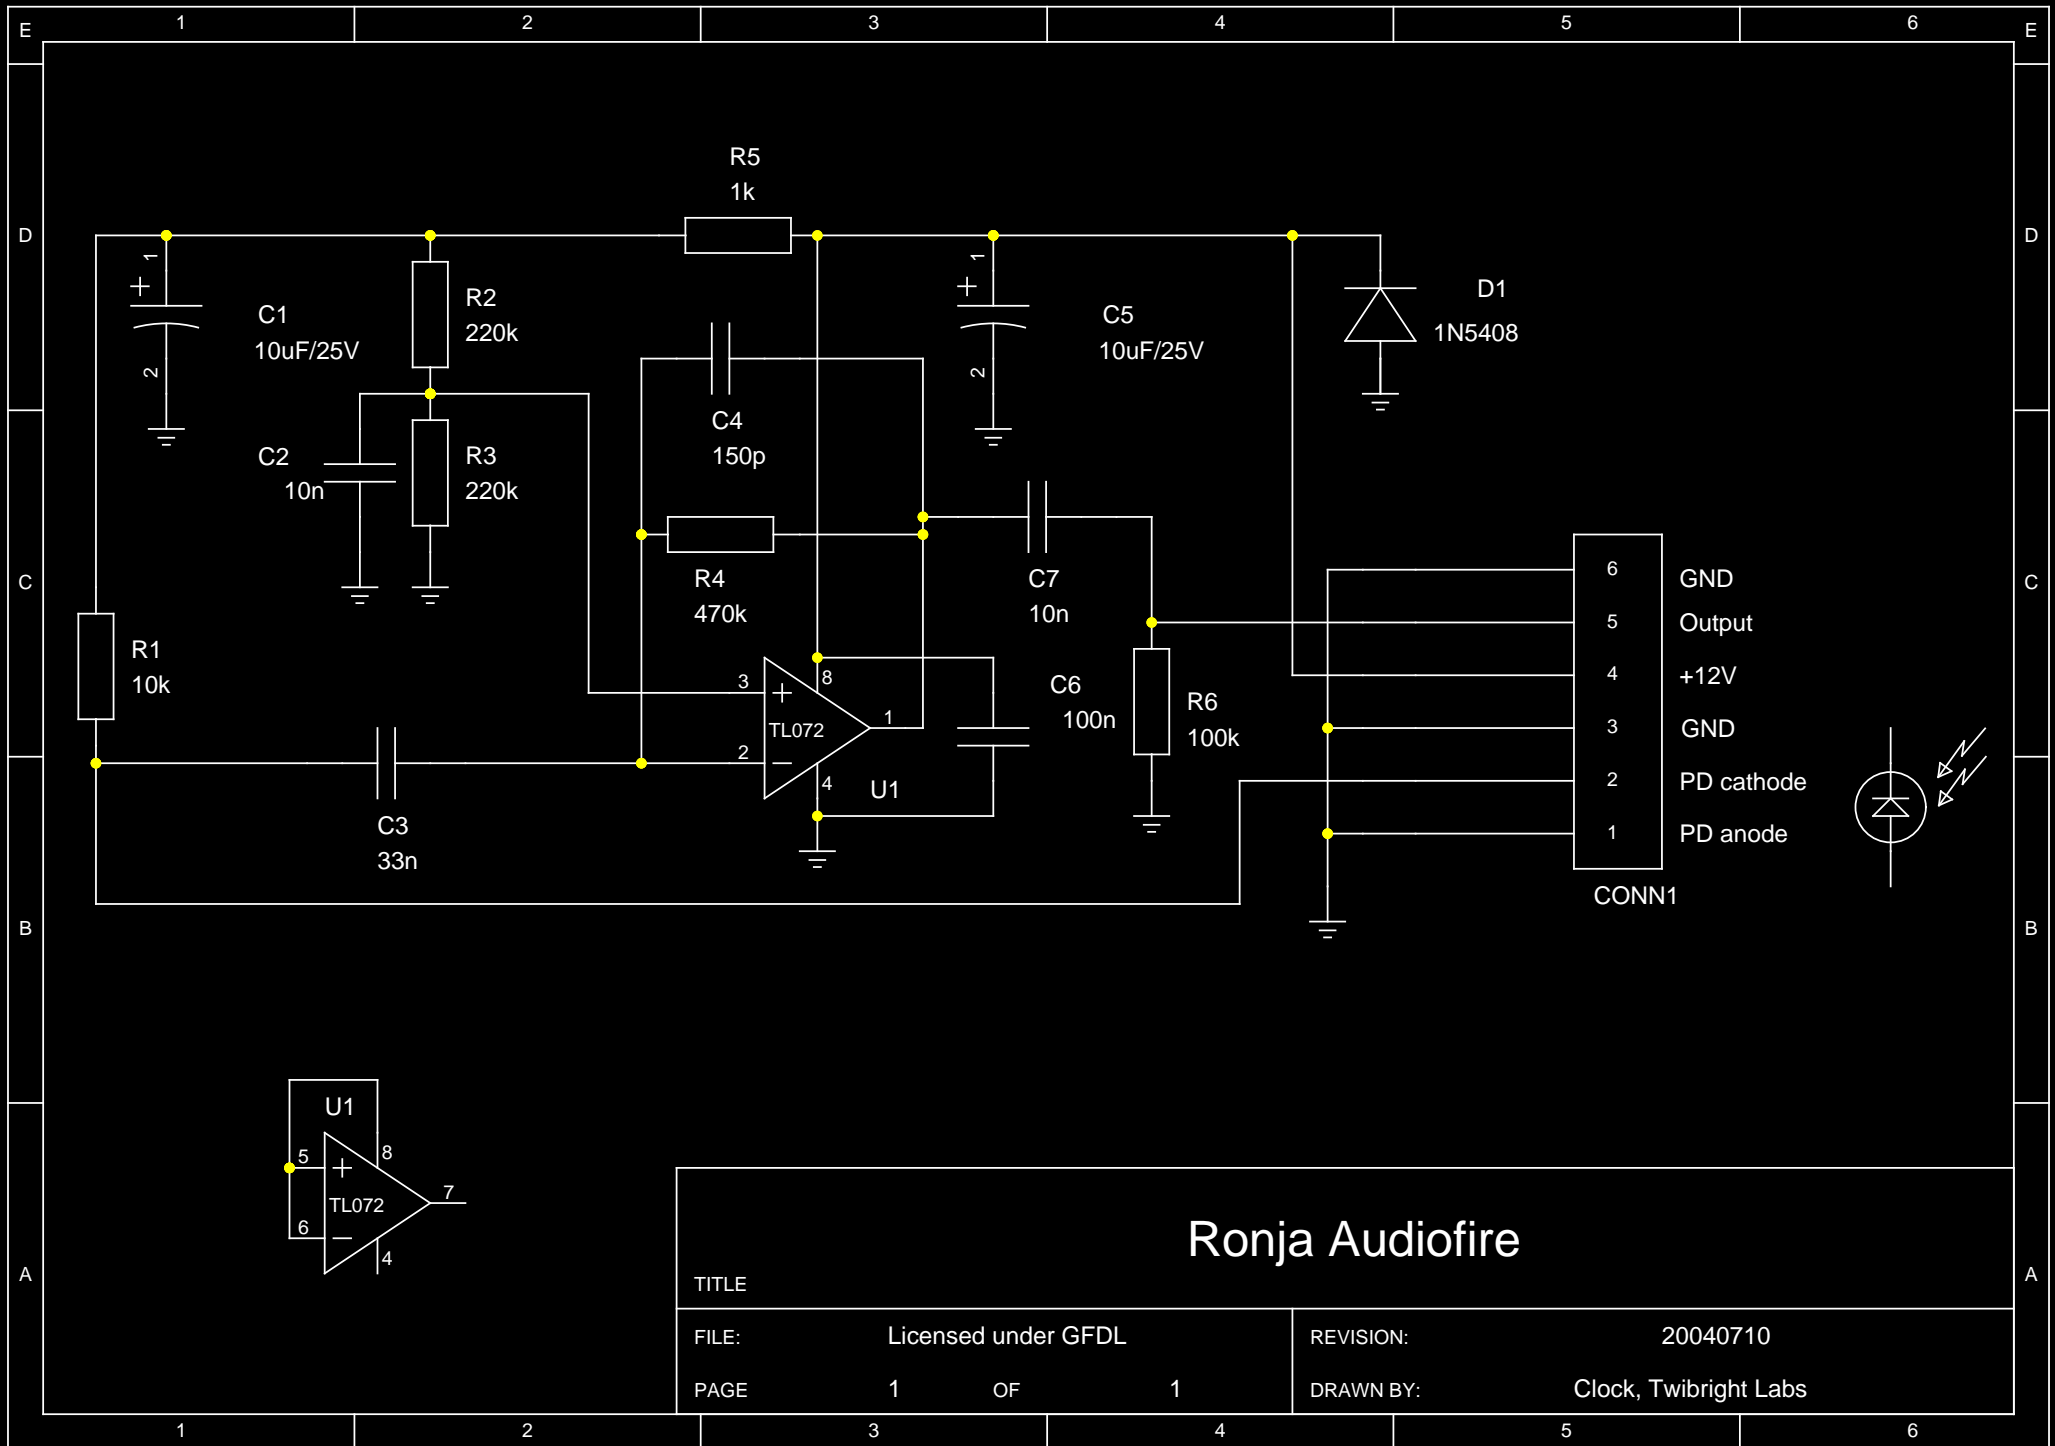 1 2 3 4 5 6
E E
R5
1k
D D
1
+
R2
220k
C1
10uF/25V
2
1
+
C5
10uF/25V
2
D1
1N5408
C4
150p
C2
10n
R3
220k
R4
470k
C7
10n
C C
6 GND
5 Output
4 +12V
3 GND
2 PD cathode
1 PD anode
CONN1
R1
10k
3 +
8
TL072
1
2 −
4
U1
C6
100n
R6
100k
C3
33n
B B
U1
5 +
8
TL072
7
6 −
4
A A
Ronja Audiofire
TITLE
FILE: Licensed under GFDL
REVISION: 20040710
PAGE 1 OF 1
DRAWN BY: Clock, Twibright Labs
1 2 3 4 5 6